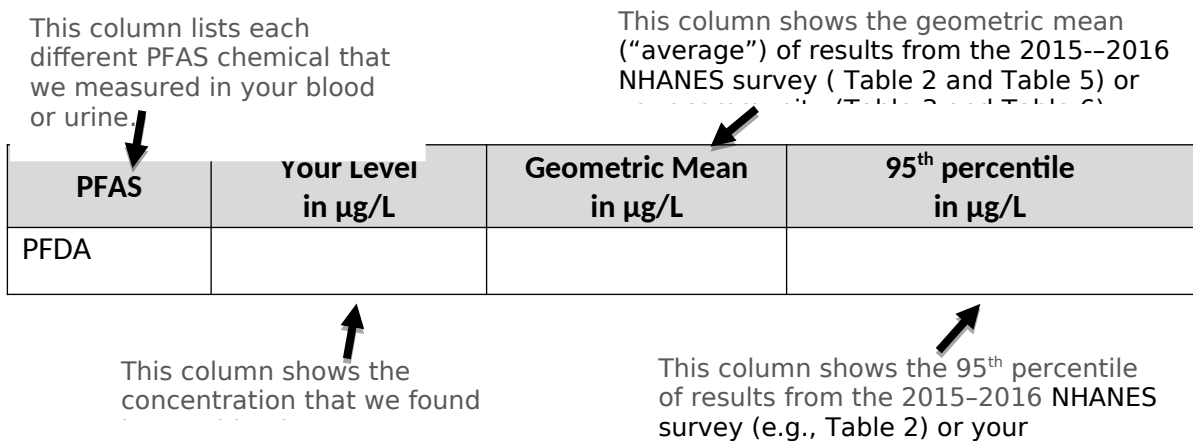 This column lists each
different PFAS chemical that
we measured in your blood
or urine.
This column shows the geometric mean
(“average”) of results from the 2015-–2016
NHANES survey ( Table 2 and Table 5) or
PFAS
Your Level
in µg/L
Geometric Mean
in µg/L
95th percentile
in µg/L
PFDA
This column shows the
concentration that we found
This column shows the 95th percentile
of results from the 2015–2016 NHANES
survey (e.g., Table 2) or your